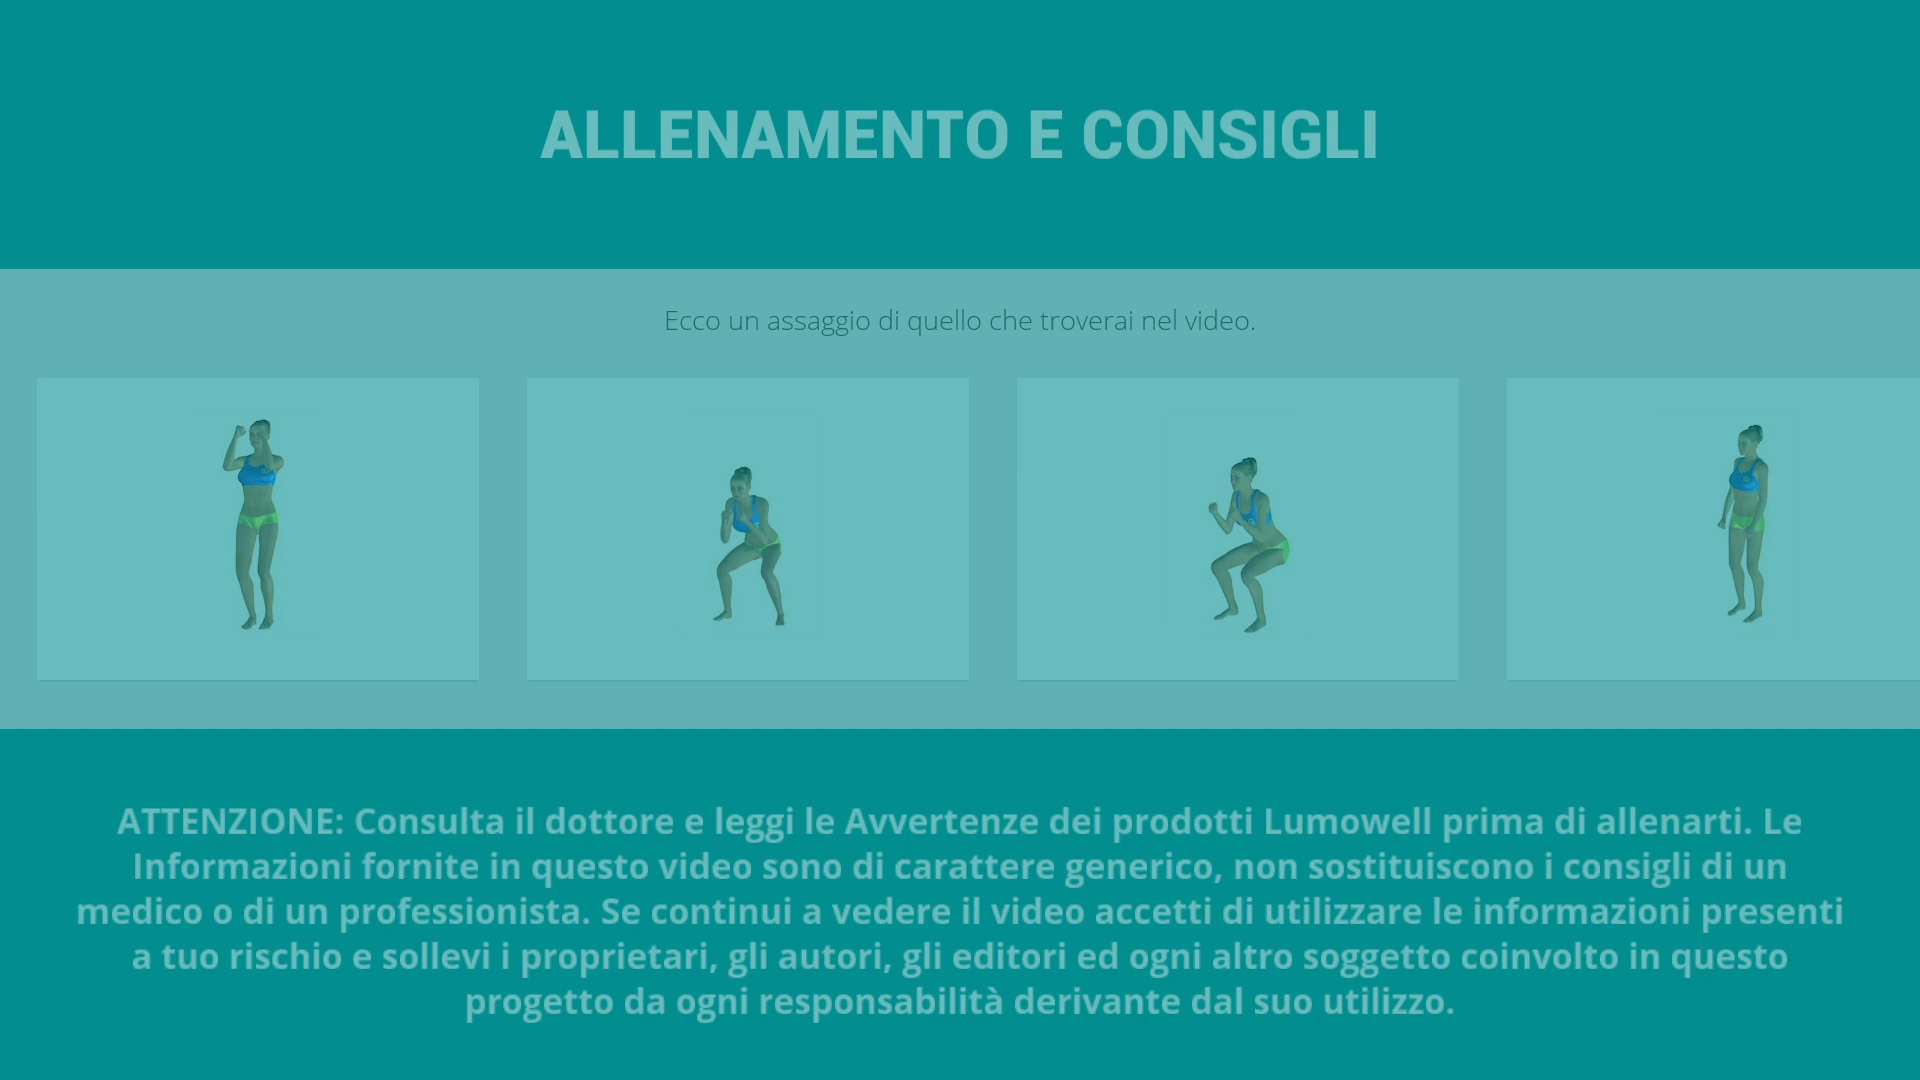 ALLENAMENTO E CONSIGLI
Ecco un assaggio di quello che troverai nel video.
ATTENZIONE: Consulta il dottore e leggi le Avvertenze dei prodotti Lumowell prima di allenarti. Le
Informazioni fornite in questo video sono di carattere generico, non sostituiscono i consigli di un
medico o di un professionista. Se continui a vedere il video accetti di utilizzare le informazioni presenti
a tuo rischio e sollevi i proprietari, gli autori, gli editori ed ogni altro soggetto coinvolto in questo
progetto da ogni responsabilità derivante dal suo utilizzo.